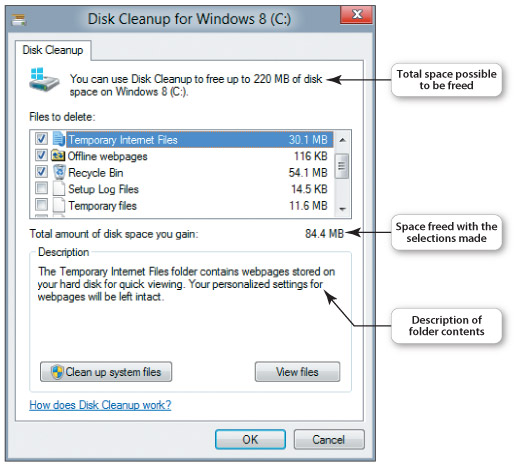 Disk Cleanup for Windows 8 (C:)
Disk Cleanup
You can use Disk Cleanup to free up to 220 MB of disk
space on Windows 8 (C:).
Total space possible
to be freed
Files to delete:
Temporary Internet Files 30.1 MB
Offline webpages 116 KB
Recycle Bin 54.1 MB
Setup Log Files 14.5 KB
Temporary files 11.6 MB
Total amount of disk space you gain: 84.4 MB
Space freed with the
selections made
Description
The Temporary Internet Files folder contains webpages stored on
your hard disk for quick viewing. Your personalized settings for
webpages will be left intact.
Description of
folder contents
Clean up system files
View files
How does Disk Cleanup work?
OK
Cancel